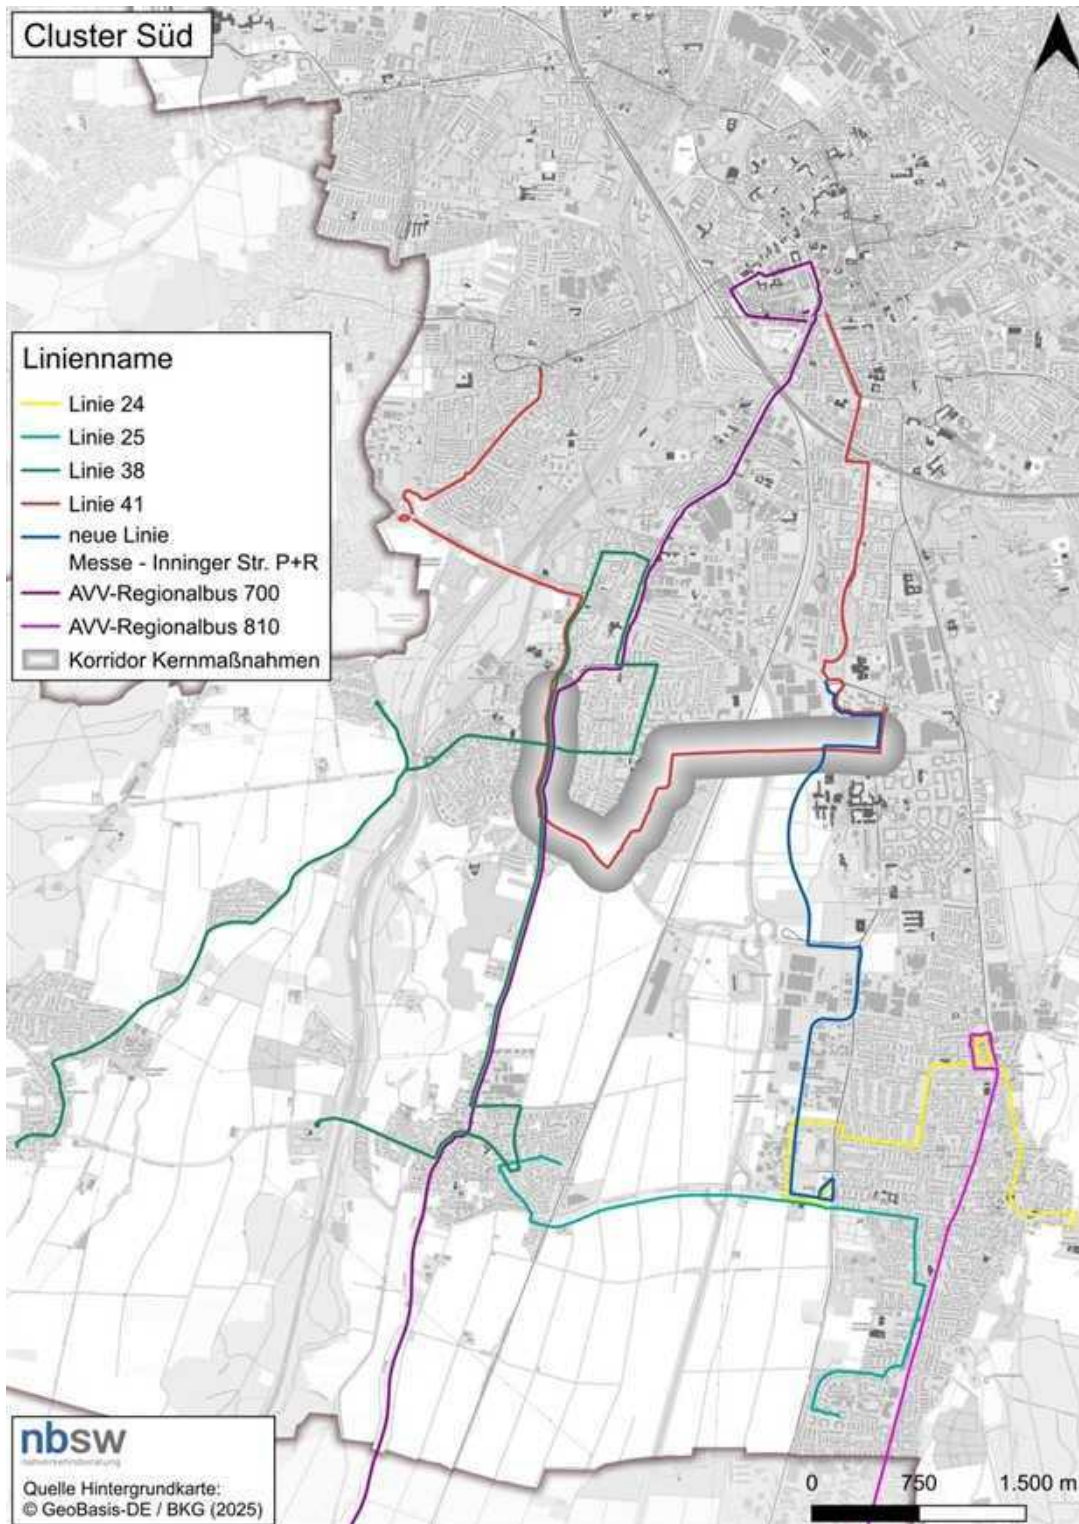 Cluster Süd
Linienname
Linie 24
Linie 25
Linie 38
Linie 41
neue Linie
Messe - Inninger Str. P+R
AVV-Regionalbus 700
AVV-Regionalbus 810
Korridor Kernmaßnahmen
nbsw
nahverkehrsberatung
Quelle Hintergrundkarte:
© GeoBasis-DE / BKG (2025)
0 750 1.500 m